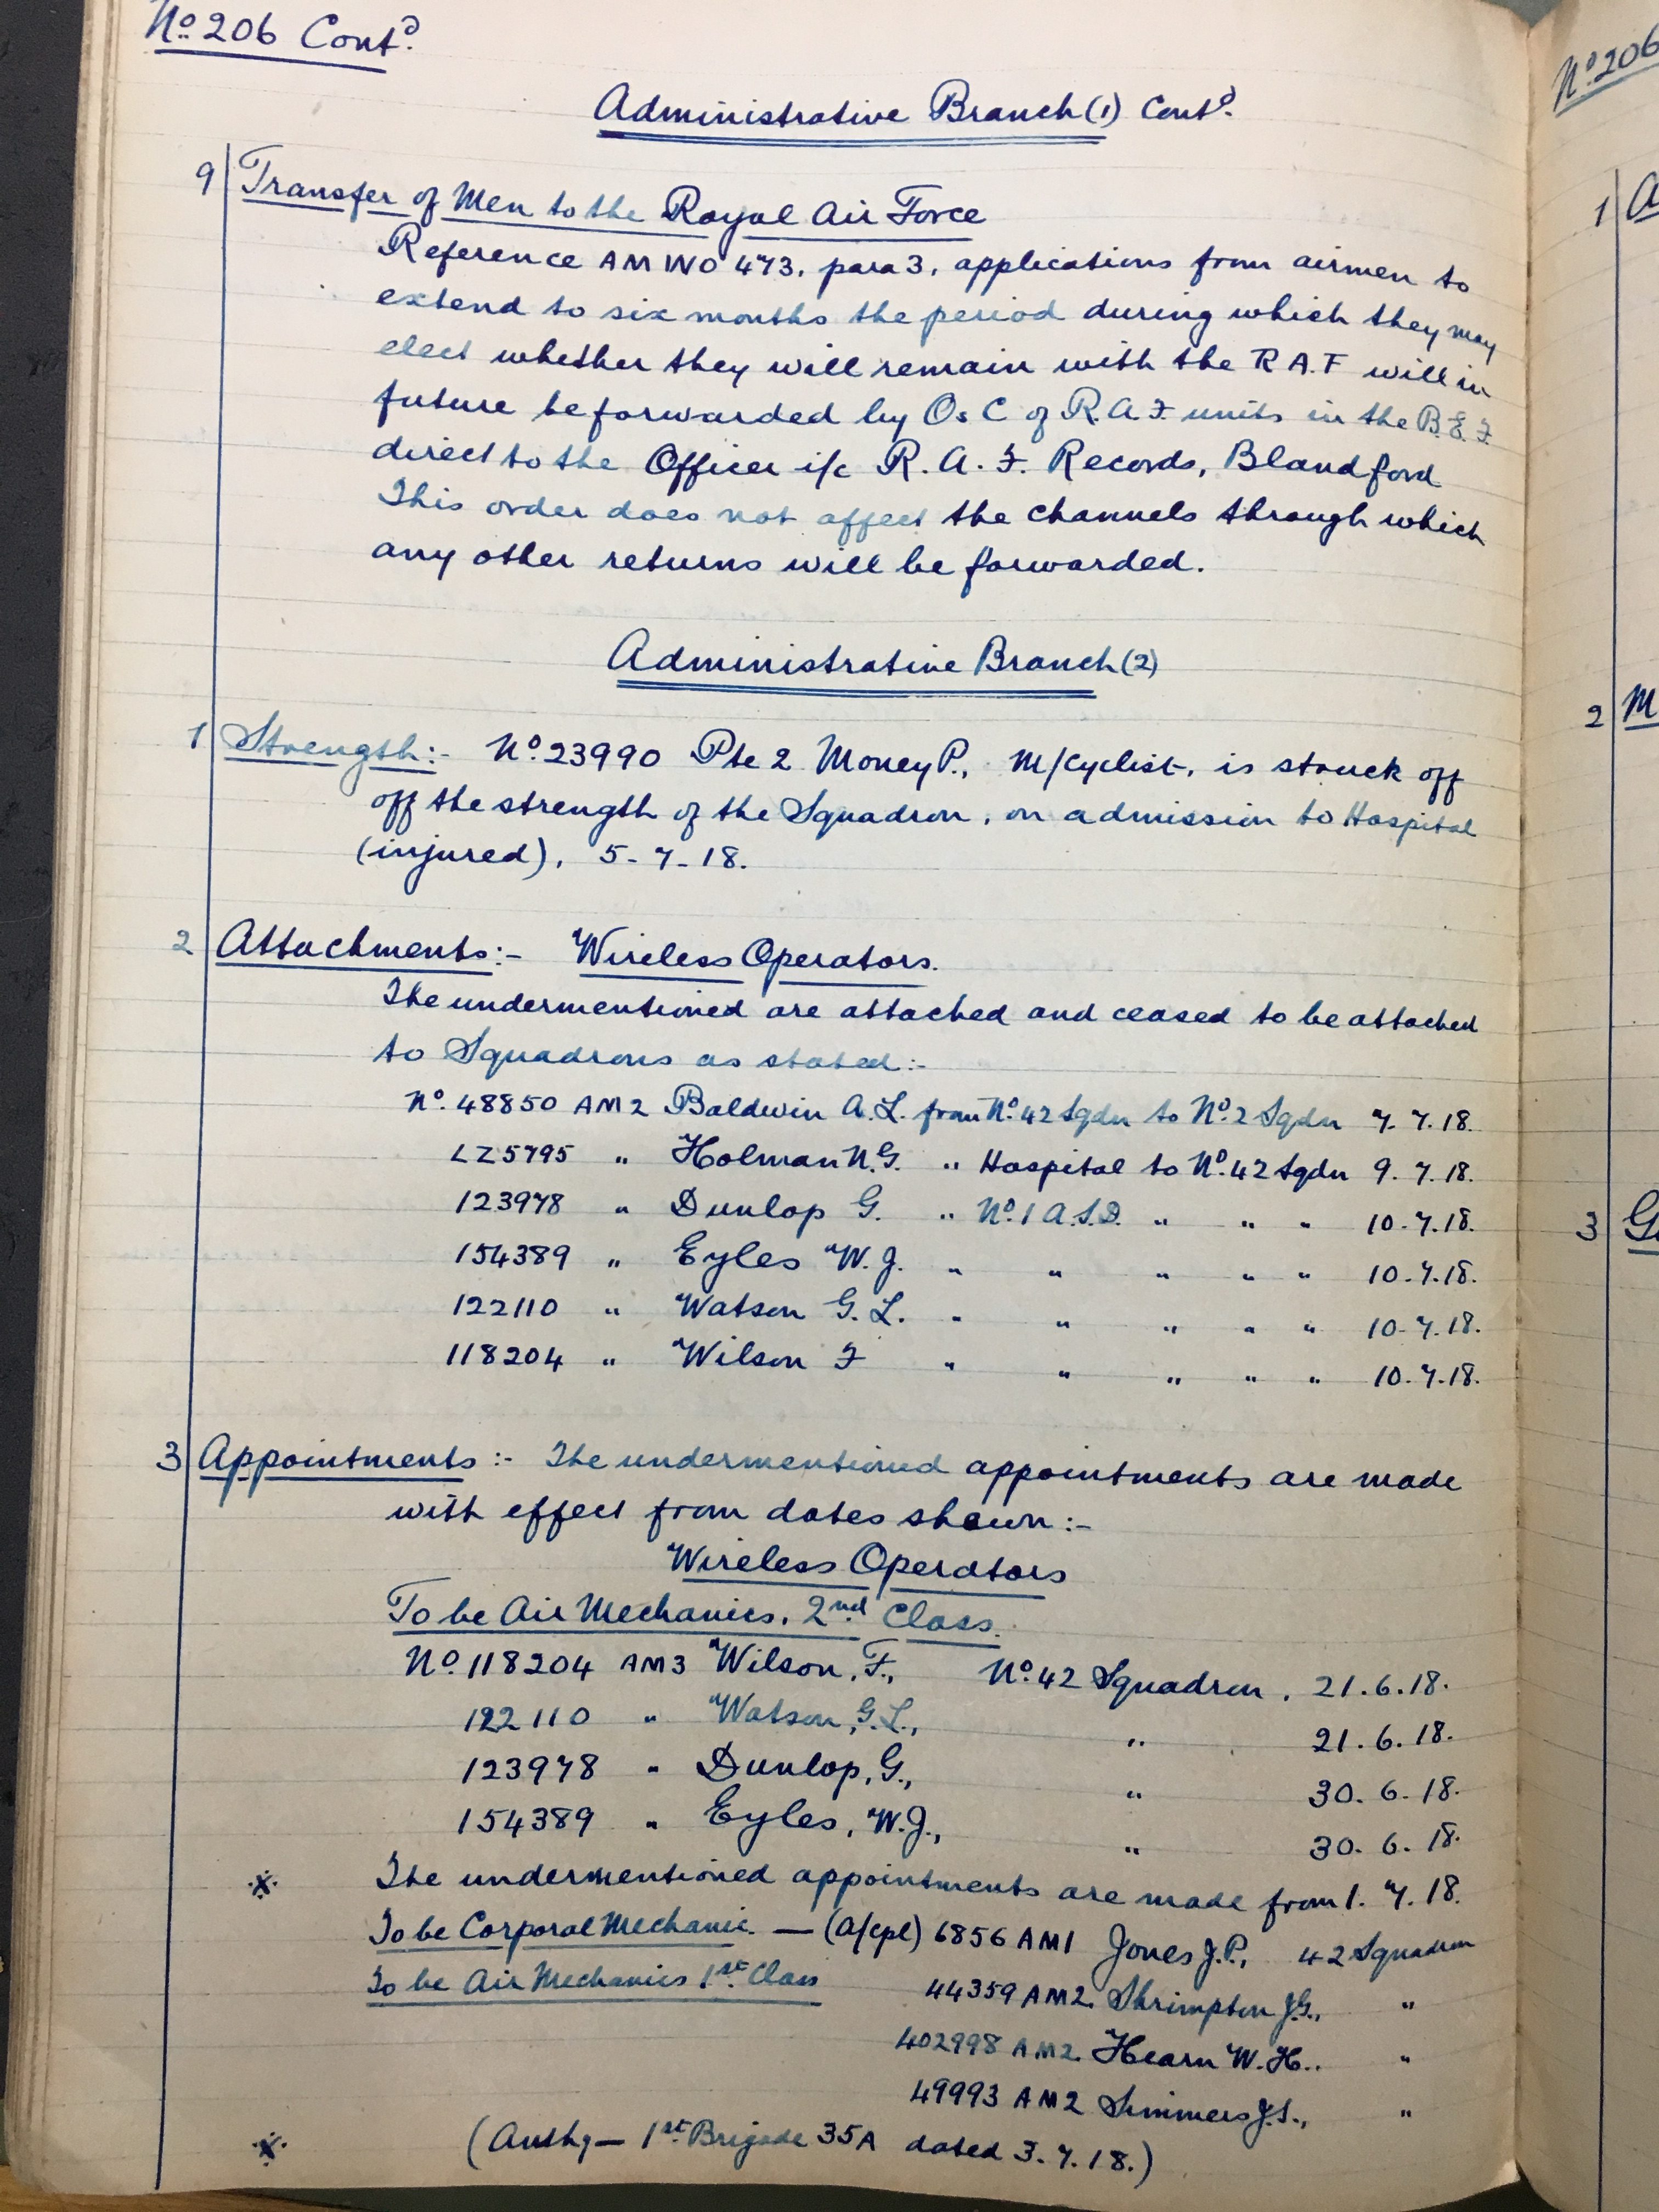 No. 206 Contd.
Administrative Branch (1) Contd.
9 Transfer of Men to the Royal Air Force
Reference AMWO 473, para 3, applications from airmen to
extend to six months the period during which they may
elect whether they will remain with the R.A.F will in
future be forwarded by Os C of R.A.F. units in the B.E.F.
direct to the Officer i/c R.A.F. Records, Blandford
This order does not affect the channels through which
any other returns will be forwarded.
Administrative Branch (2)
1 Strength:- No. 23990 Pte 2 Money P., M/Cyclist, is struck off
off the strength of the Squadron, on admission to Hospital
(injured), 5-7-18.
2 Attachments:- Wireless Operators.
The undermentioned are attached and ceased to be attached
to Squadrons as stated:-
No. 48850 AM2 Baldwin A.L. from No. 42 Sqdn to No. 2 Sqdn 7.7.18.
LZ5795 " Holman N.G. " Hospital to No. 42 Sqdn 9.7.18.
123978 " Dunlop G. " No. 1 A.S.D. " " " 10.7.18.
154389 " Eyles W.J. " " " " " 10.7.18.
122110 " Watson G.L. " " " " " 10.7.18.
118204 " Wilson F " " " " " 10.7.18.
3 Appointments:- The undermentioned appointments are made
with effect from dates shewn:-
Wireless Operators
To be Air Mechanics, 2nd Class.
No. 118204 AM3 Wilson, F., No. 42 Squadron, 21.6.18.
122110 " Watson, G.L., " 21.6.18.
123978 " Dunlop, G., " 30.6.18.
154389 " Eyles, W.J., " 30.6.18.
The undermentioned appointments are made from 1.7.18.
To be Corporal Mechanic. — (A/cpl) 6856 AM1 Jones J.P., 42 Squadron
To be Air Mechanics 1st Class 44359 AM2 Shrimpton J.G., "
402998 AM2 Hearn W.H.. "
49993 AM2 Simmers J.S., "
(Authy — 1st Brigade 35A dated 3.7.18.)
No. 206
1
2 M
3